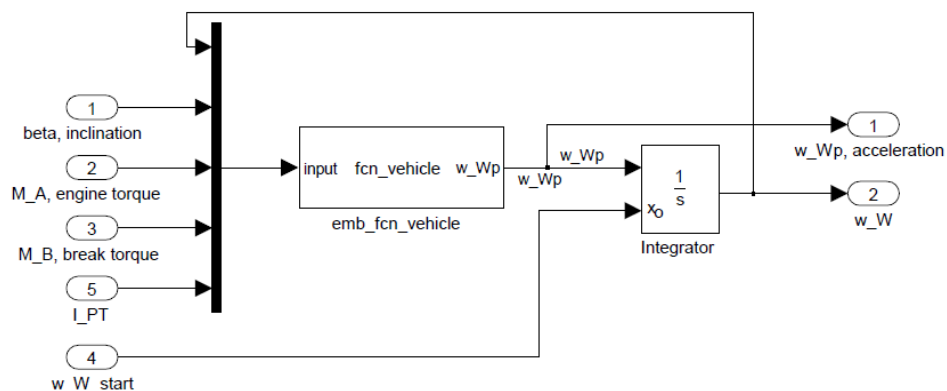 1
beta, inclination
2
M_A, engine torque
3
M_B, break torque
5
I_PT
4
w_W_start
input fcn_vehicle w_Wp
emb_fcn_vehicle
w_Wp
w_Wp
1
s
xo
Integrator
1
w_Wp, acceleration
2
w_W